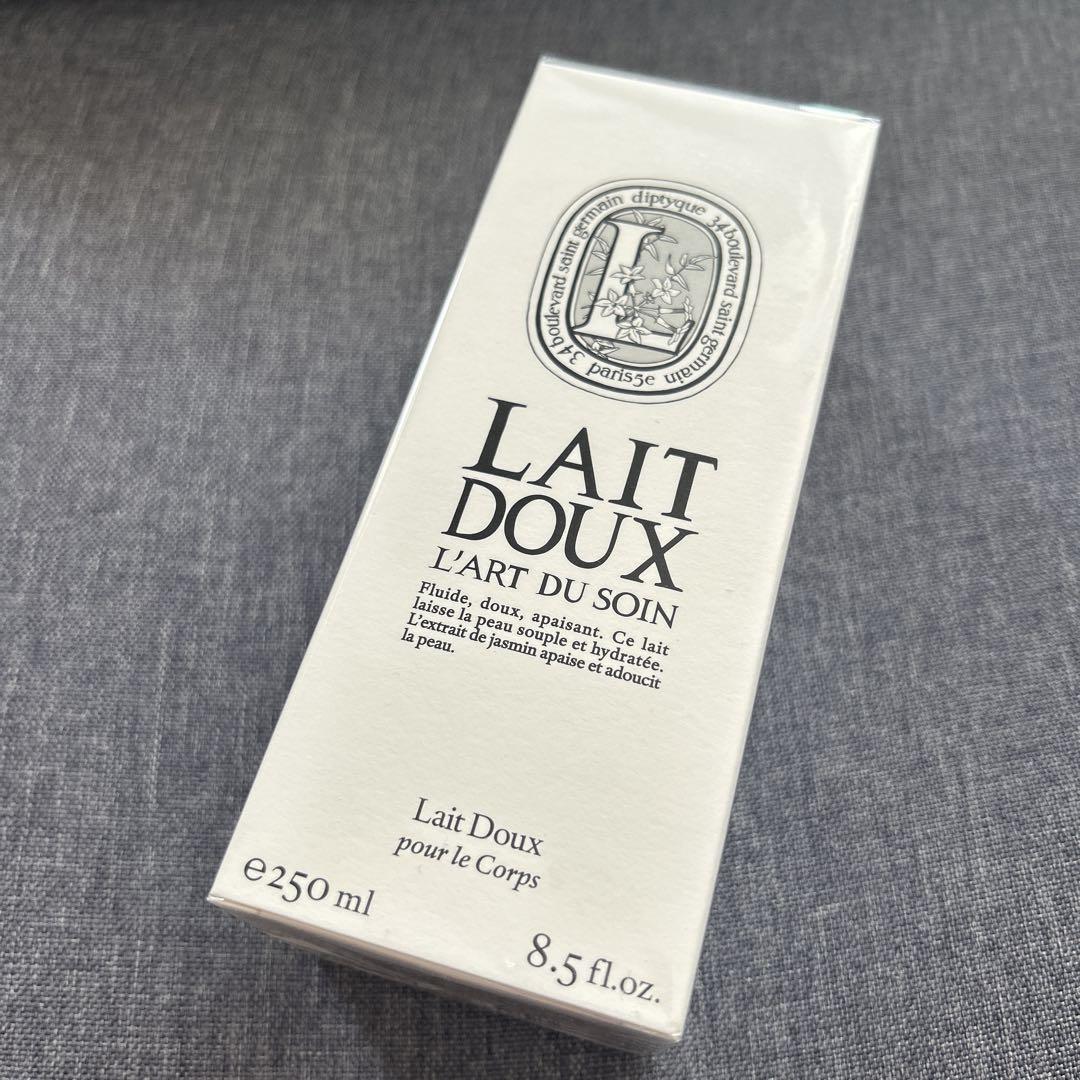 diptyque 34 boulevard saint germain paris5e 34 boulevard saint germain
L
LAIT
DOUX
L'ART DU SOIN
Fluide, doux, apaisant. Ce lait
laisse la peau souple et hydratée.
L'extrait de jasmin apaise et adoucit
la peau.
Lait Doux
pour le Corps
℮250 ml
8.5 fl.oz.